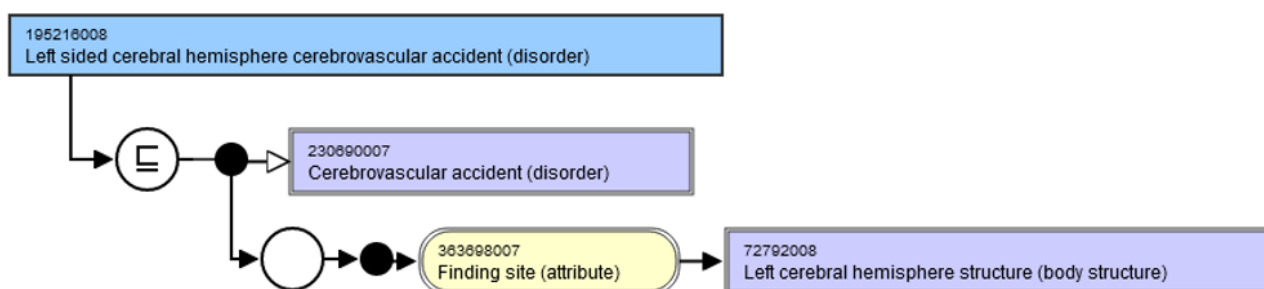 195216008
Left sided cerebral hemisphere cerebrovascular accident (disorder)
⊑
230690007
Cerebrovascular accident (disorder)
363698007
Finding site (attribute)
72792008
Left cerebral hemisphere structure (body structure)